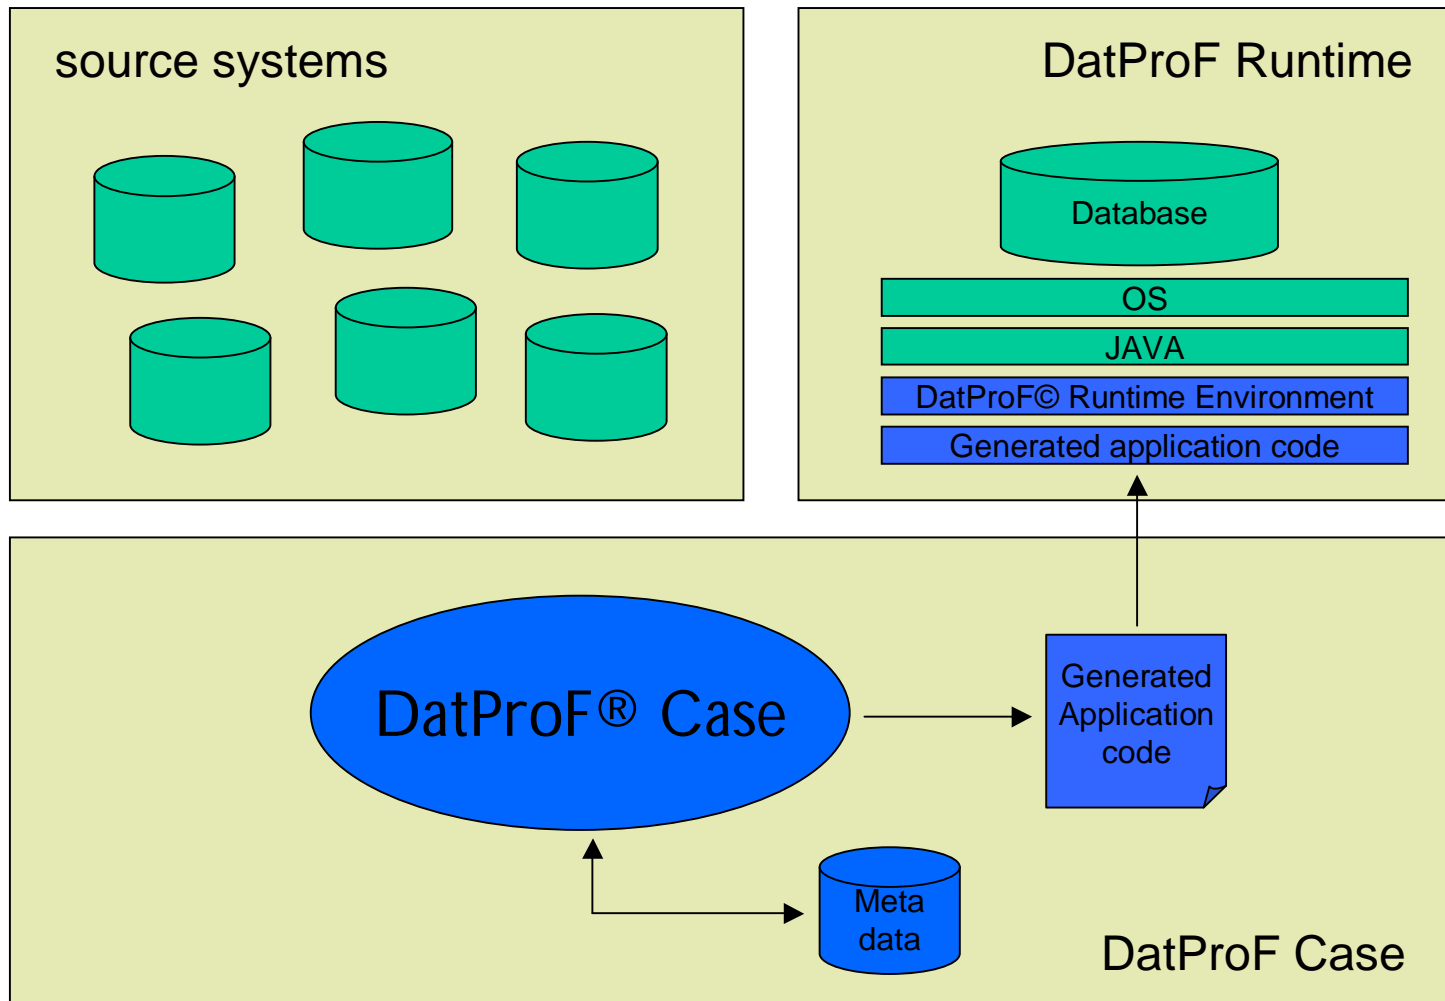 source systems
DatProF Runtime
Database
OS
JAVA
DatProF© Runtime Environment
Generated application code
DatProF® Case
Generated
Application
code
Meta
data
DatProF Case